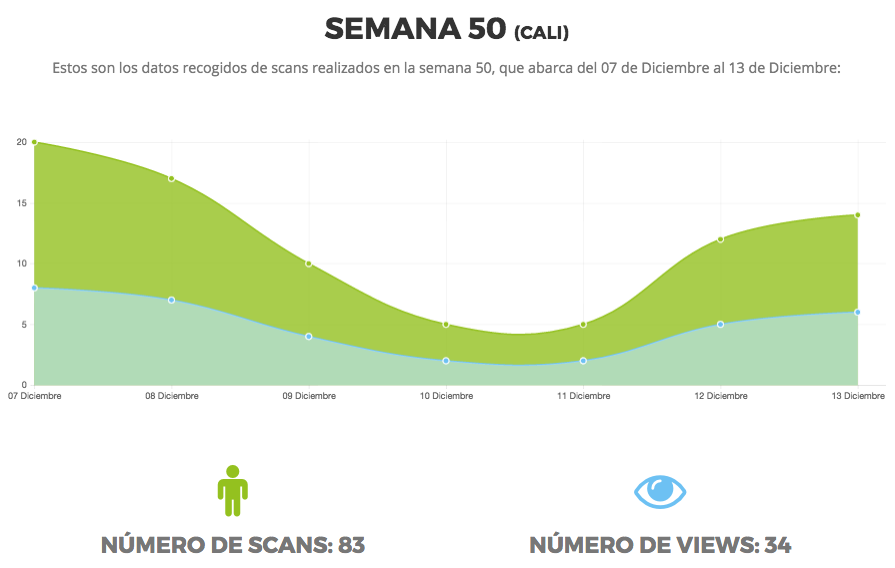 SEMANA 50 (CALI)
Estos son los datos recogidos de scans realizados en la semana 50, que abarca del 07 de Diciembre al 13 de Diciembre:
20
15
10
5
0
07 Diciembre 08 Diciembre 09 Diciembre 10 Diciembre 11 Diciembre 12 Diciembre 13 Diciembre
NÚMERO DE SCANS: 83 NÚMERO DE VIEWS: 34